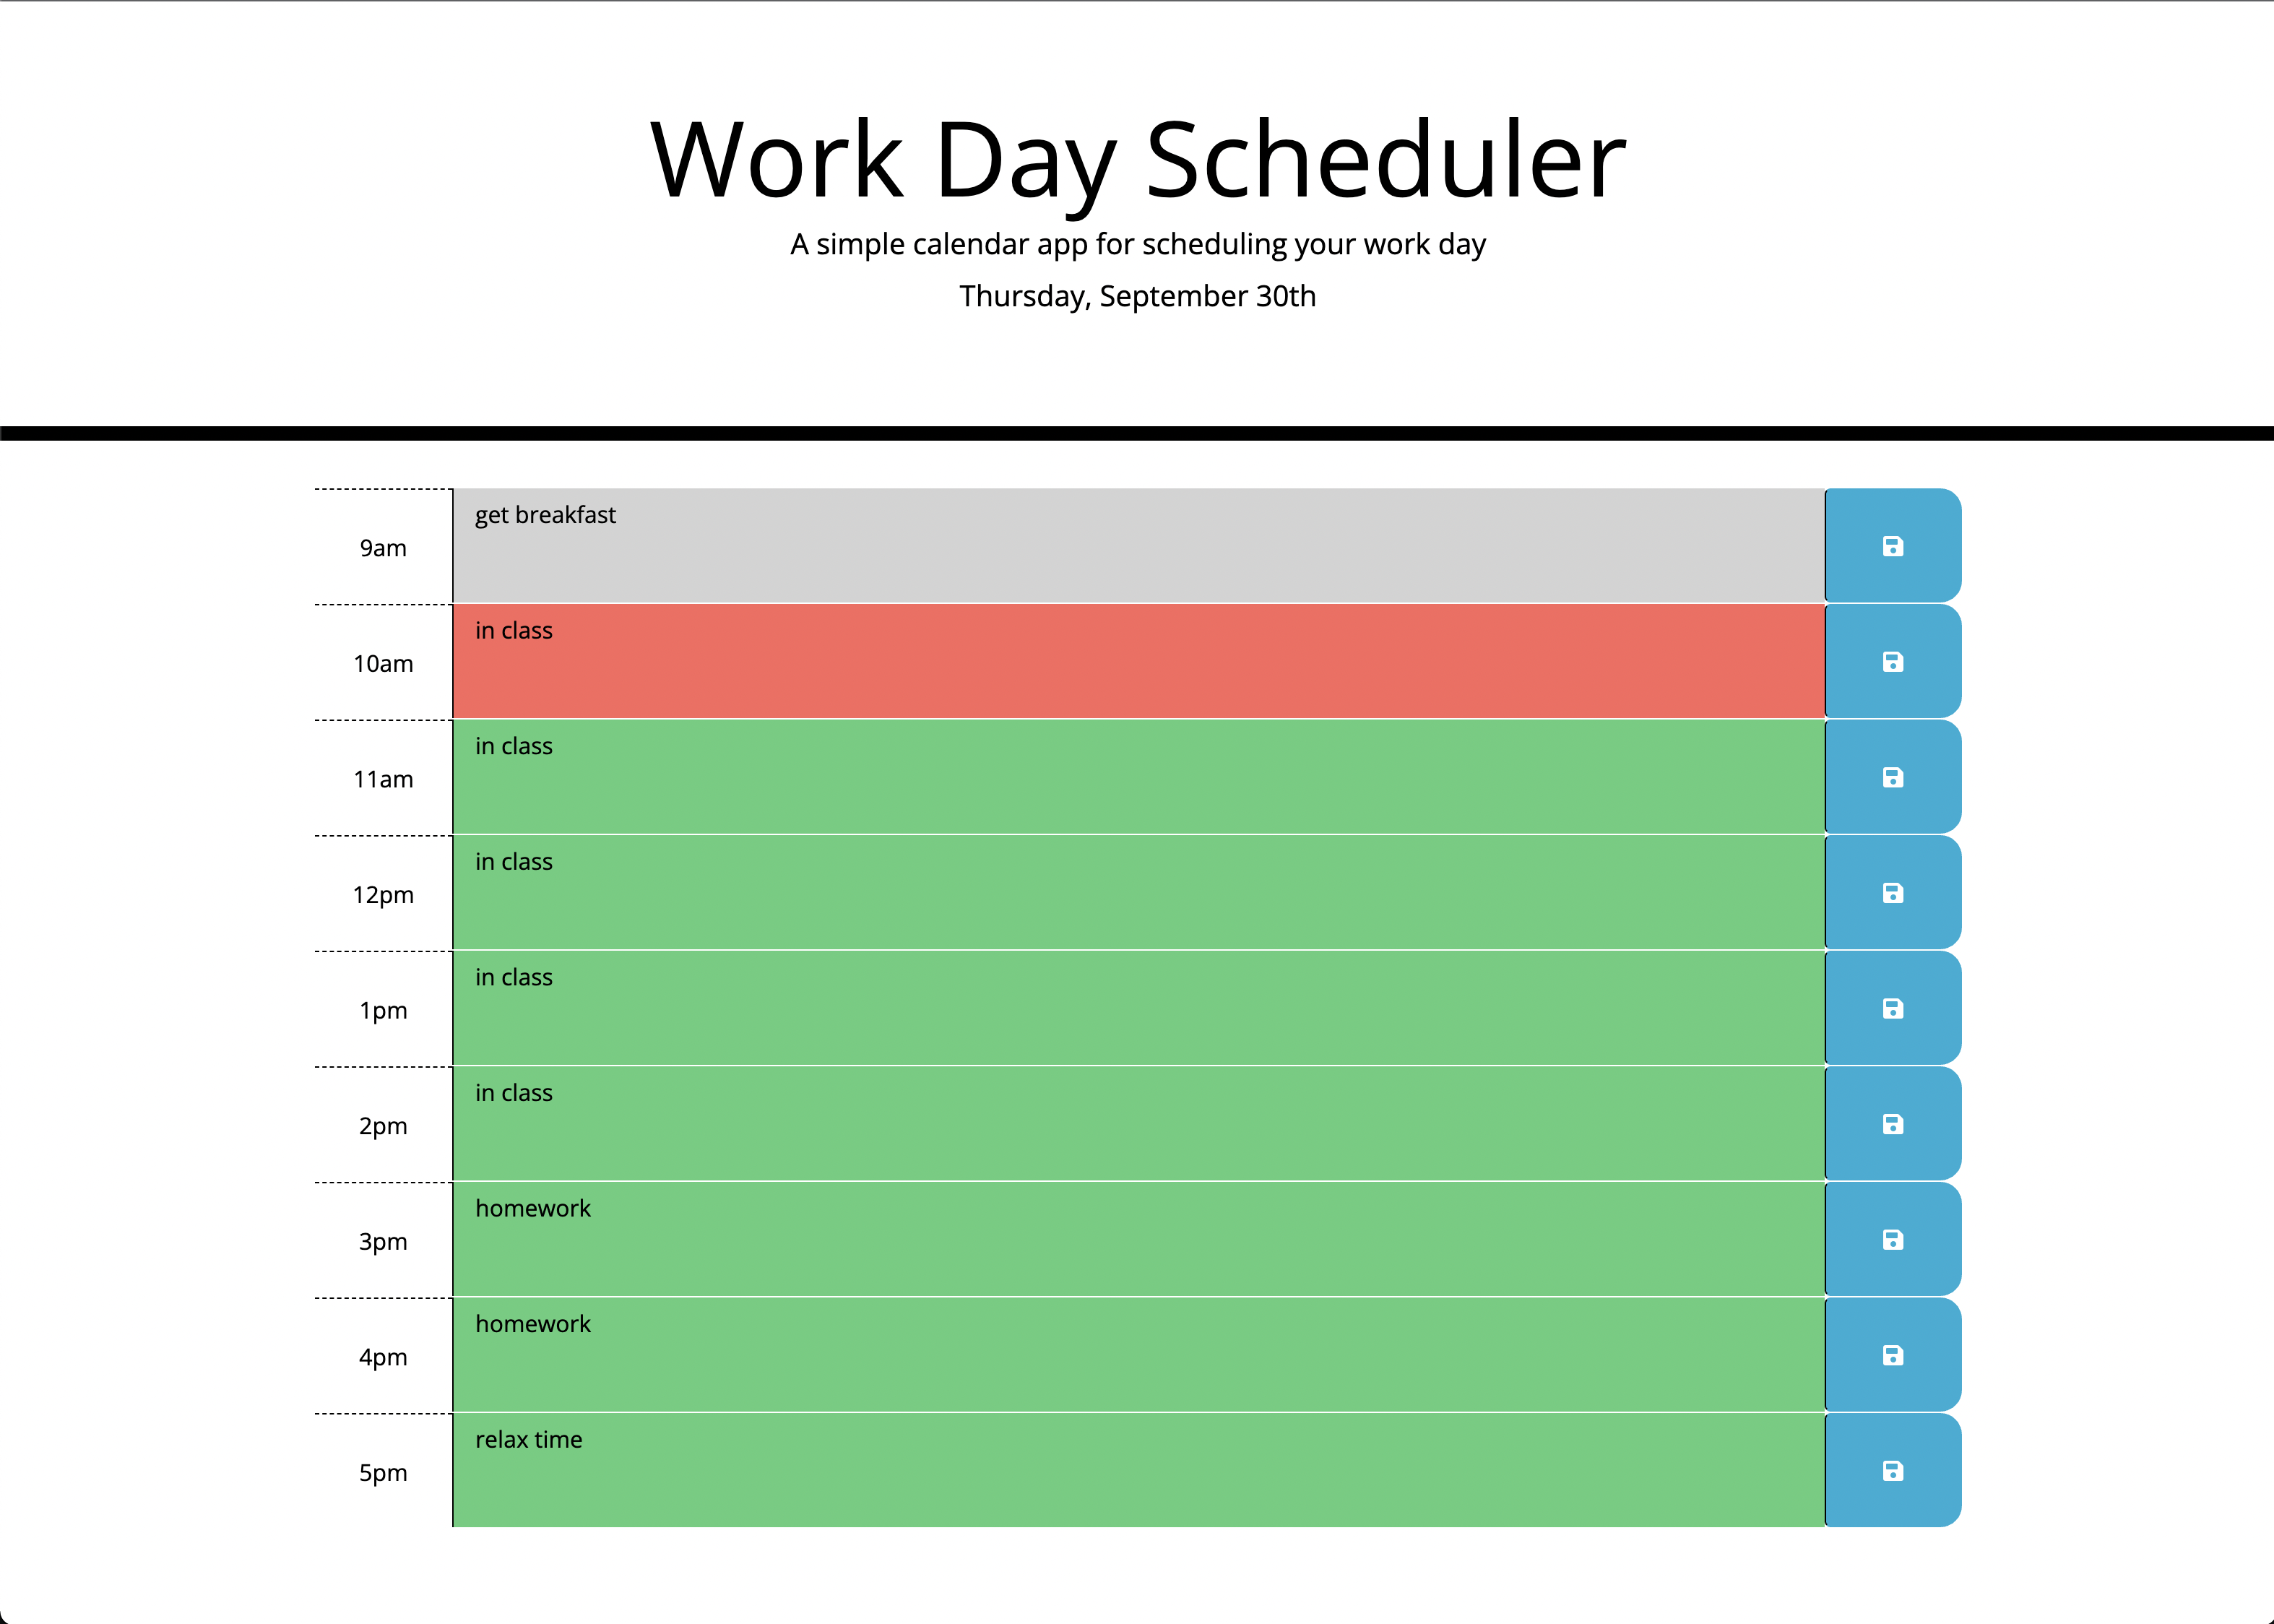 Work Day Scheduler
A simple calendar app for scheduling your work day
Thursday, September 30th
9am get breakfast
10am in class
11am in class
12pm in class
1pm in class
2pm in class
3pm homework
4pm homework
5pm relax time